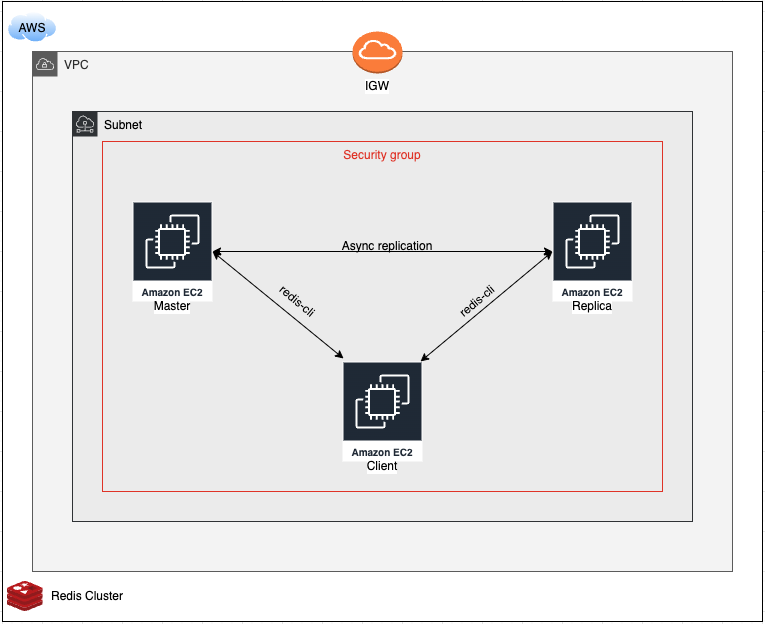 AWS
VPC
IGW
Subnet
Security group
Async replication
Amazon EC2
Master
Amazon EC2
Replica
redis-cli
redis-cli
Amazon EC2
Client
Redis Cluster